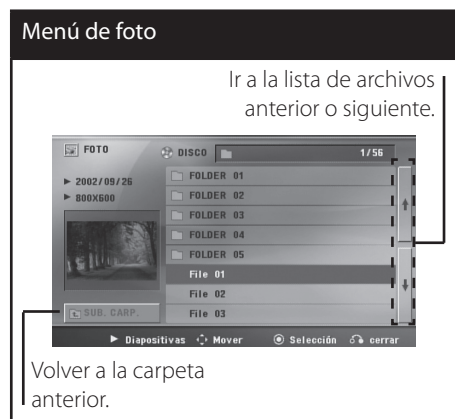 Menú de foto
Ir a la lista de archivos
anterior o siguiente.
FOTO
DISCO
1/56
2002/09/26
800X600
FOLDER 01
FOLDER 02
FOLDER 03
FOLDER 04
FOLDER 05
File 01
File 02
File 03
SUB. CARP.
Diapositivas Mover Selección cerrar
Volver a la carpeta
anterior.